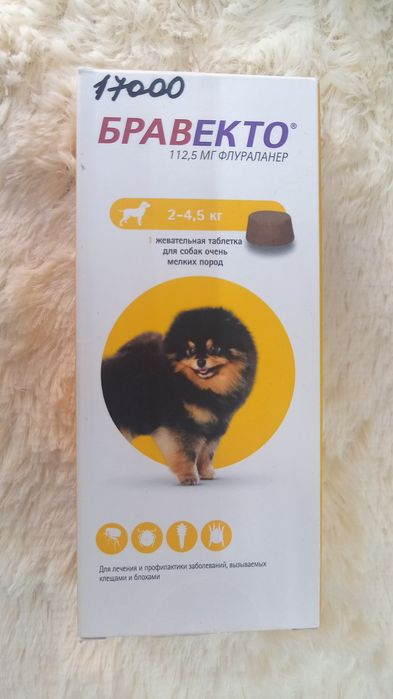 17000
БРАВЕКТО®
112,5 МГ ФЛУРАЛАНЕР
2–4,5 кг
1 жевательная таблетка
для собак очень
мелких пород
Для лечения и профилактики заболеваний, вызываемых
клещами и блохами